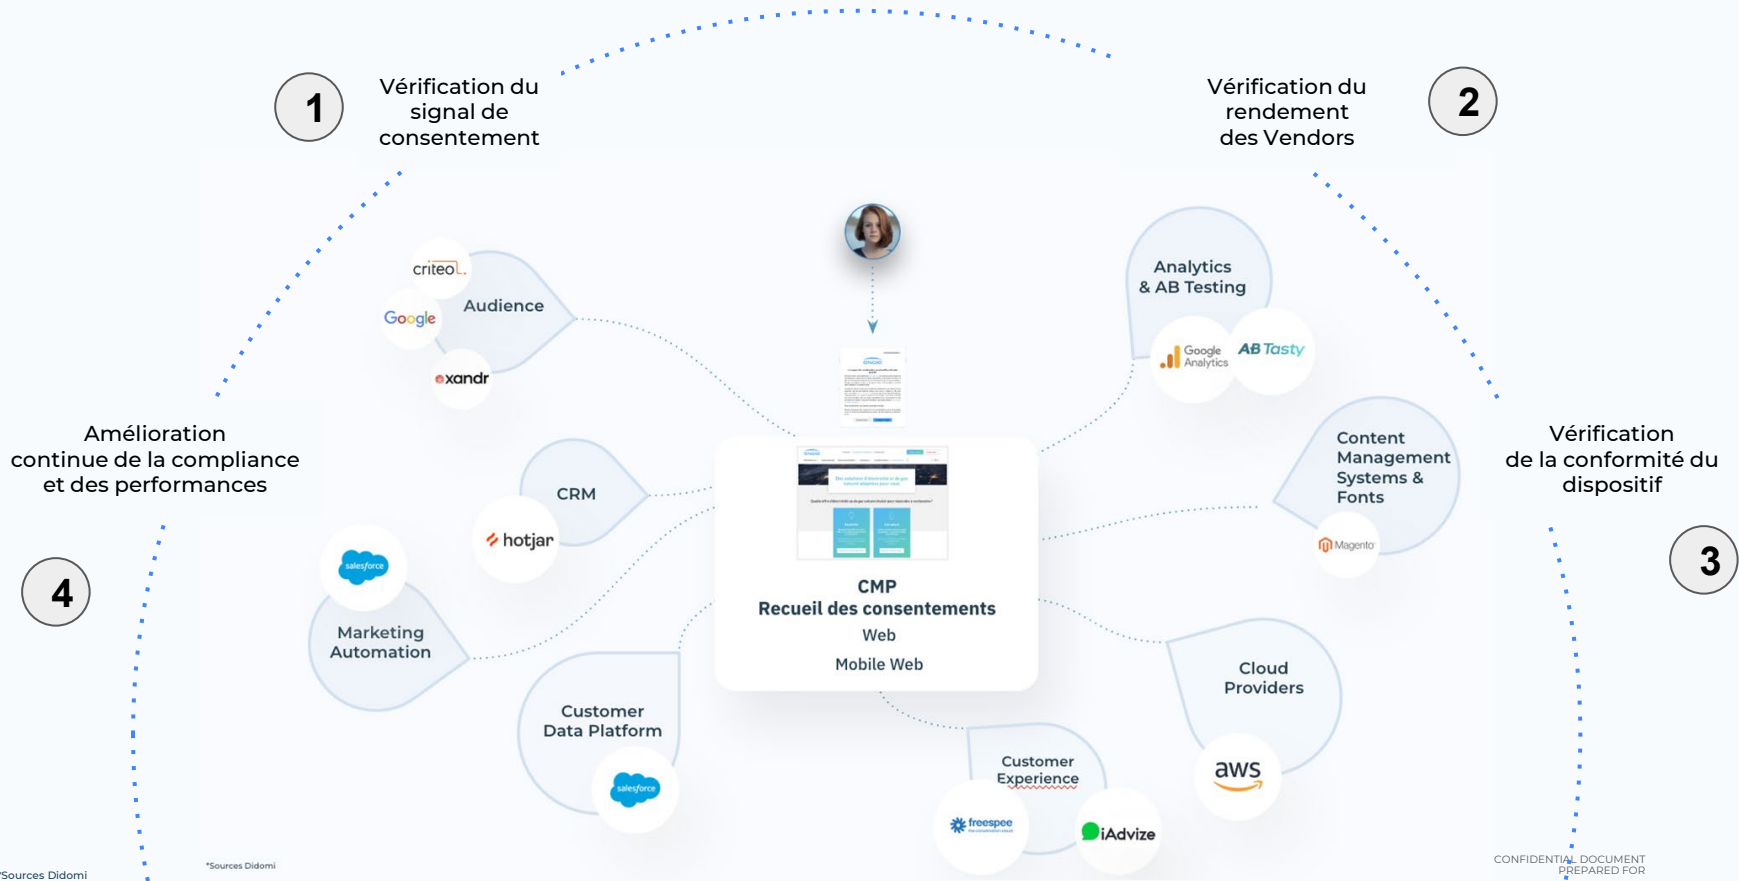 1
Vérification du
signal de
consentement
Vérification du
rendement
des Vendors
2
criteo
Google
xandr
Audience
Analytics
& AB Testing
Google
Analytics
AB Tasty
Amélioration
continue de la compliance
et des performances
4
CRM
hotjar
Content
Management
Systems &
Fonts
Magento
Vérification
de la conformité du
dispositif
3
salesforce
Marketing
Automation
CMP
Recueil des consentements
Web
Mobile Web
Customer
Data Platform
salesforce
Cloud
Providers
aws
Customer
Experience
freespee
iAdvize
*Sources Didomi
*Sources Didomi
CONFIDENTIAL DOCUMENT
PREPARED FOR